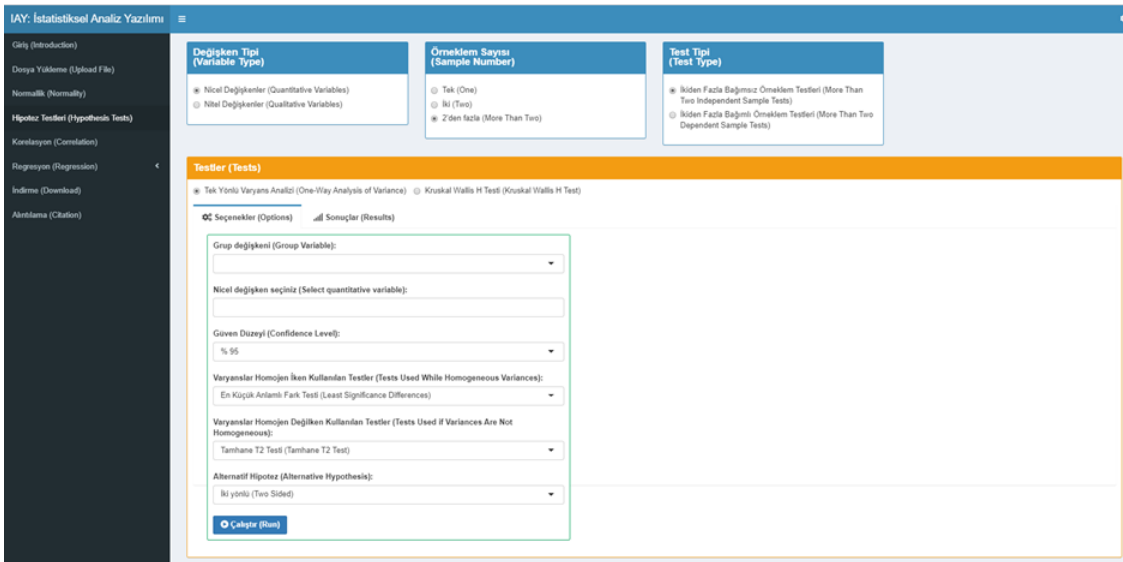 IAY: İstatistiksel Analiz Yazılımı
Giriş (Introduction)
Dosya Yükleme (Upload File)
Normallik (Normality)
Hipotez Testleri (Hypothesis Tests)
Korelasyon (Correlation)
Regresyon (Regression)
İndirme (Download)
Alıntılama (Citation)
Değişken Tipi
(Variable Type)
Nicel Değişkenler (Quantitative Variables)
Nitel Değişkenler (Qualitative Variables)
Örneklem Sayısı
(Sample Number)
Tek (One)
İki (Two)
2'den fazla (More Than Two)
Test Tipi
(Test Type)
İkiden Fazla Bağımsız Örneklem Testleri (More Than
Two Independent Sample Tests)
İkiden Fazla Bağımlı Örneklem Testleri (More Than Two
Dependent Sample Tests)
Testler (Tests)
Tek Yönlü Varyans Analizi (One-Way Analysis of Variance) Kruskal Wallis H Testi (Kruskal Wallis H Test)
Seçenekler (Options) Sonuçlar (Results)
Grup değişkeni (Group Variable):
Nicel değişken seçiniz (Select quantitative variable):
Güven Düzeyi (Confidence Level):
% 95
Varyanslar Homojen İken Kullanılan Testler (Tests Used While Homogeneous Variances):
En Küçük Anlamlı Fark Testi (Least Significance Differences)
Varyanslar Homojen Değilken Kullanılan Testler (Tests Used if Variances Are Not
Homogeneous):
Tamhane T2 Testi (Tamhane T2 Test)
Alternatif Hipotez (Alternative Hypothesis):
İki yönlü (Two Sided)
Çalıştır (Run)